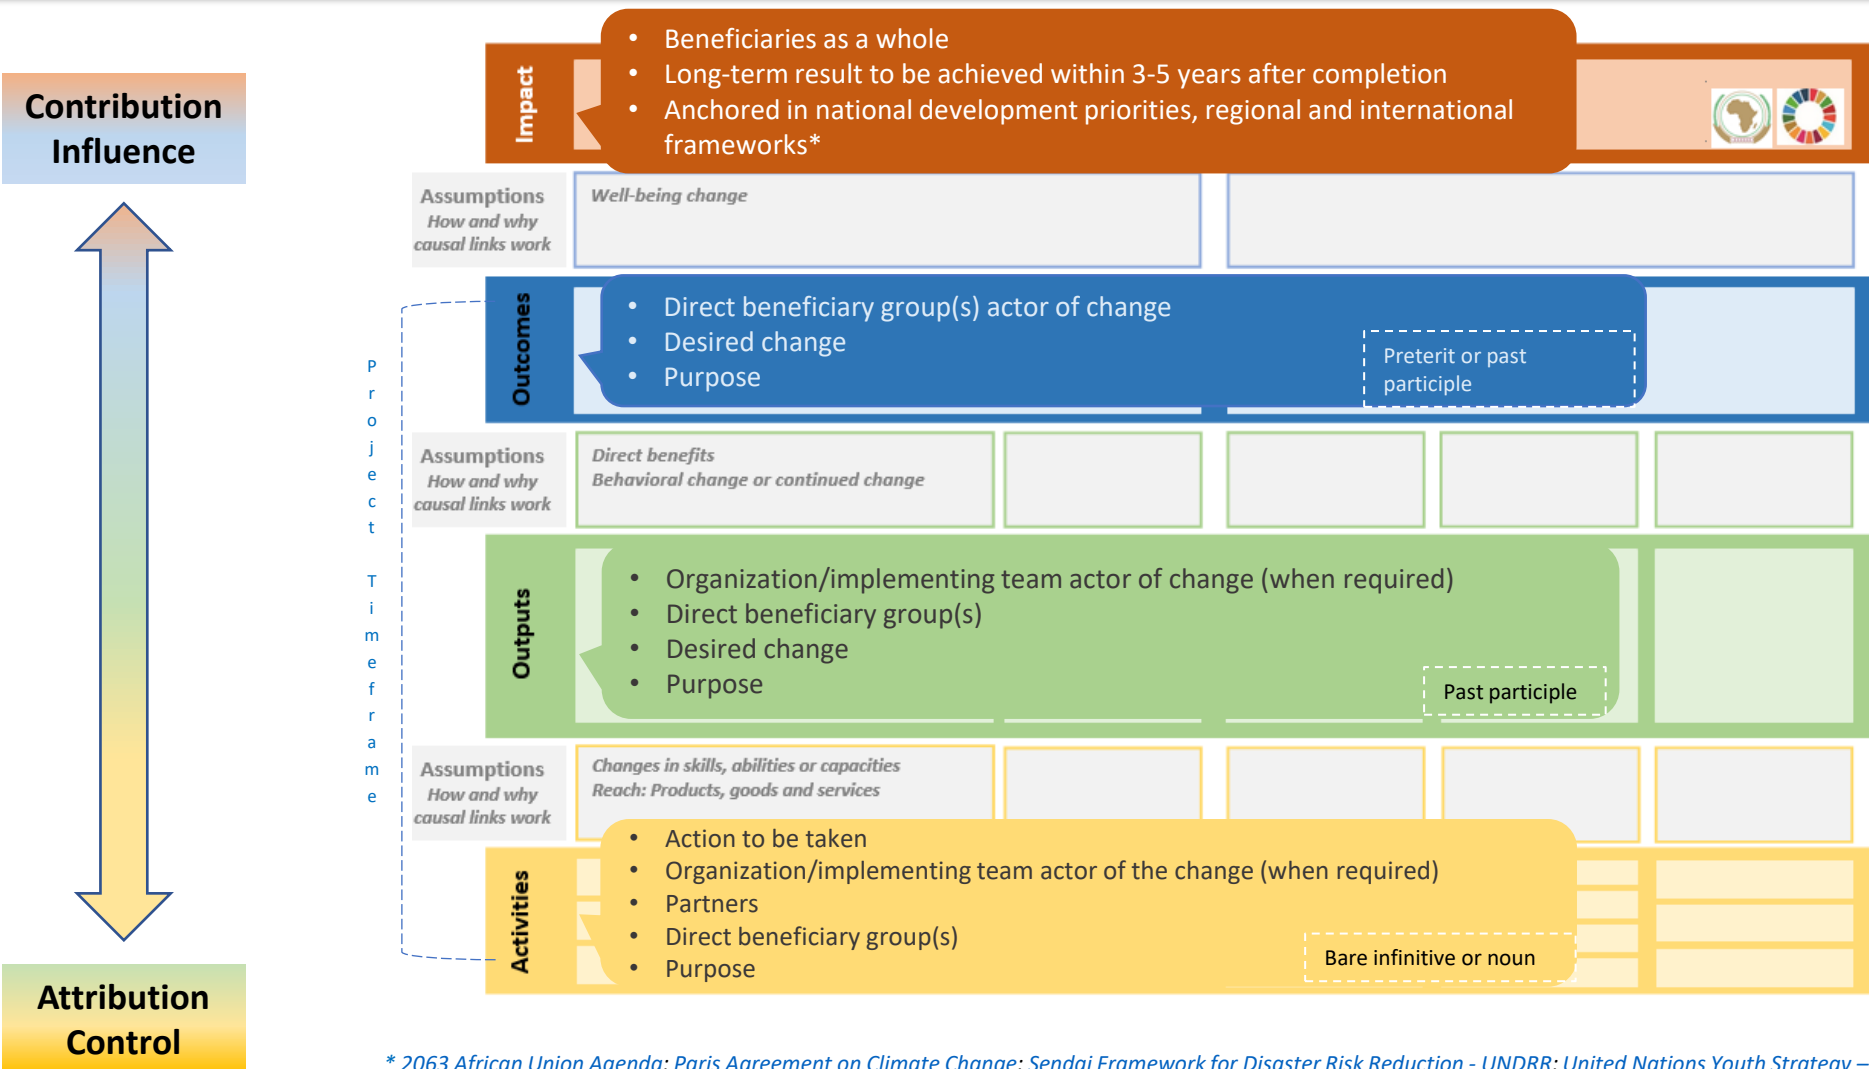 Contribution
Influence
Attribution
Control
Project Timeframe
Impact
• Beneficiaries as a whole
• Long-term result to be achieved within 3-5 years after completion
• Anchored in national development priorities, regional and international
frameworks*
Assumptions
How and why
causal links work
Well-being change
Outcomes
• Direct beneficiary group(s) actor of change
• Desired change
• Purpose
Preterit or past
participle
Assumptions
How and why
causal links work
Direct benefits
Behavioral change or continued change
Outputs
• Organization/implementing team actor of change (when required)
• Direct beneficiary group(s)
• Desired change
• Purpose
Past participle
Assumptions
How and why
causal links work
Changes in skills, abilities or capacities
Reach: Products, goods and services
Activities
• Action to be taken
• Organization/implementing team actor of the change (when required)
• Partners
• Direct beneficiary group(s)
• Purpose
Bare infinitive or noun
* 2063 African Union Agenda; Paris Agreement on Climate Change; Sendai Framework for Disaster Risk Reduction - UNDRR; United Nations Youth Strategy –